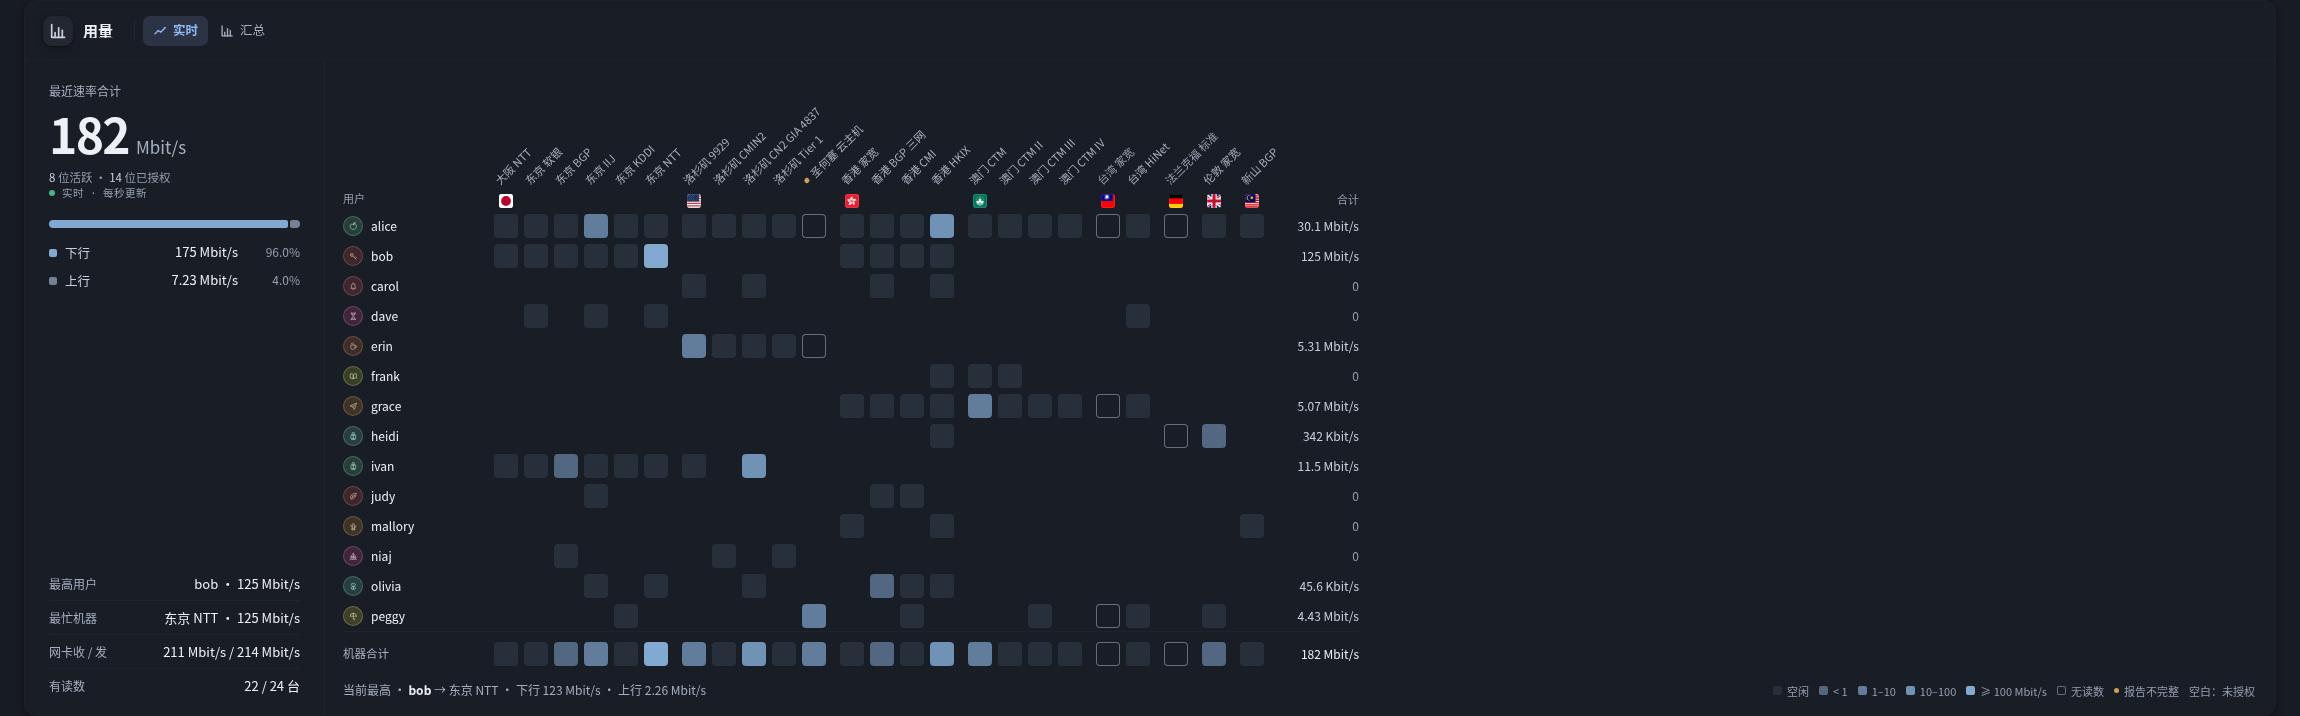 用量 实时 汇总
最近速率合计
182 Mbit/s
8 位活跃 · 14 位已授权
实时 · 每秒更新
下行 175 Mbit/s 96.0%
上行 7.23 Mbit/s 4.0%
最高用户 bob · 125 Mbit/s
最忙机器 东京 NTT · 125 Mbit/s
网卡收 / 发 211 Mbit/s / 214 Mbit/s
有读数 22 / 24 台
大阪 NTT
东京 软银
东京 BGP
东京 IIJ
东京 KDDI
东京 NTT
洛杉矶 9929
洛杉矶 CMIN2
洛杉矶 CN2 GIA 4837
洛杉矶 Tier 1
圣何塞 云主机
香港 家宽
香港 BGP 三网
香港 CMI
香港 HKIX
澳门 CTM
澳门 CTM II
澳门 CTM III
澳门 CTM IV
台湾 家宽
台湾 HiNet
法兰克福 标准
伦敦 家宽
新山 BGP
用户 合计
alice 30.1 Mbit/s
bob 125 Mbit/s
carol 0
dave 0
erin 5.31 Mbit/s
frank 0
grace 5.07 Mbit/s
heidi 342 Kbit/s
ivan 11.5 Mbit/s
judy 0
mallory 0
niaj 0
olivia 45.6 Kbit/s
peggy 4.43 Mbit/s
机器合计 182 Mbit/s
当前最高 · bob → 东京 NTT · 下行 123 Mbit/s · 上行 2.26 Mbit/s
空闲 < 1 1–10 10–100 ⩾ 100 Mbit/s 无读数 报告不完整 空白：未授权